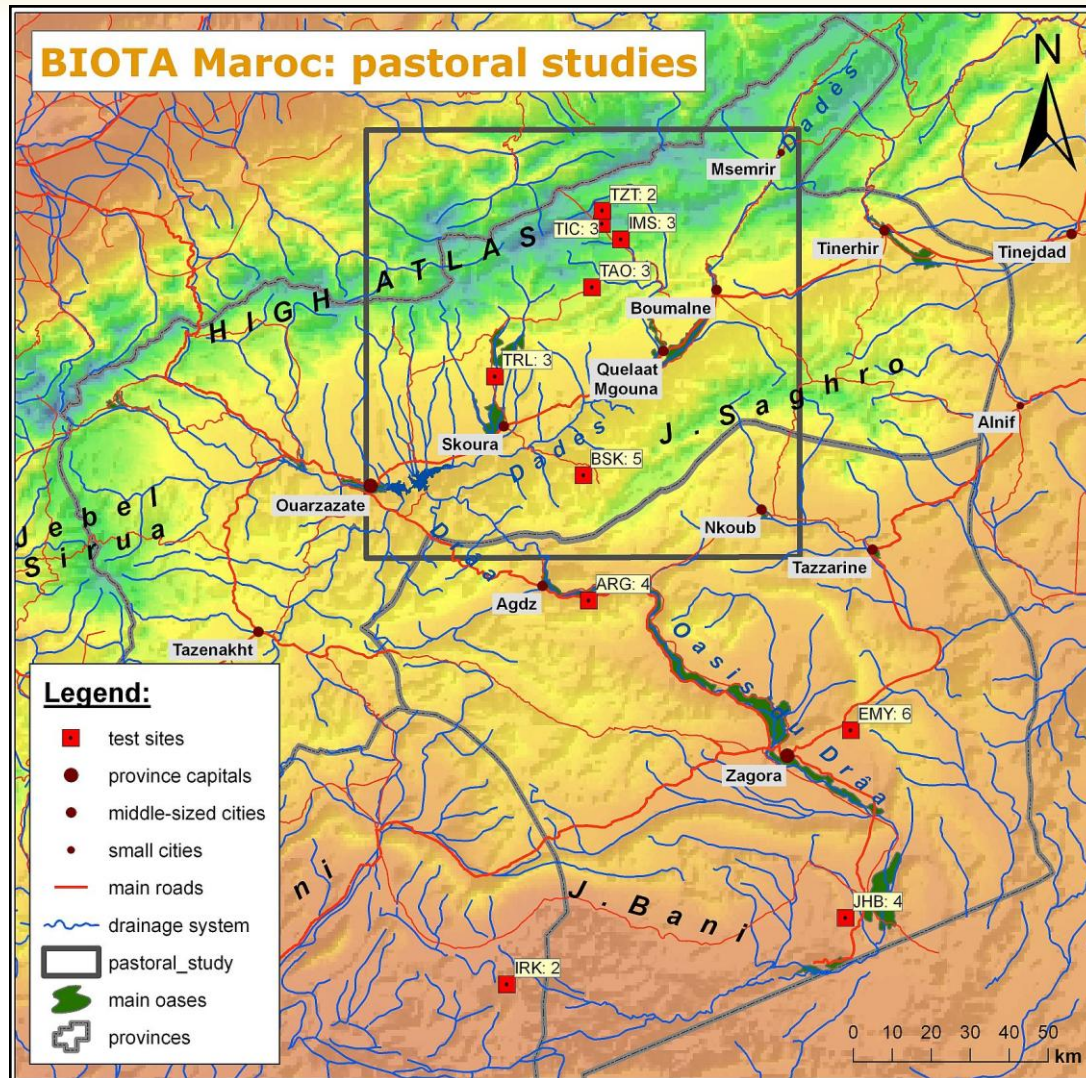 BIOTA Maroc: pastoral studies
N
Dadès
Msemrir
TZT: 2
TIC: 3
IMS: 3
Tinerhir
Tinejdad
HIGH ATLAS
TAO: 3
Boumalne
TRL: 3
Quelaat
Mgouna
J. Saghro
Alnif
Skoura
Dades
BSK: 5
Ouarzazate
Jebel
Sirua
Nkoub
Draa
Tazzarine
ARG: 4
Agdz
Tazenakht
Oasis du Drâa
EMY: 6
Zagora
ni
J. Bani
JHB: 4
IRK: 2
Legend:
test sites
province capitals
middle-sized cities
small cities
main roads
drainage system
pastoral_study
main oases
provinces
0 10 20 30 40 50
km